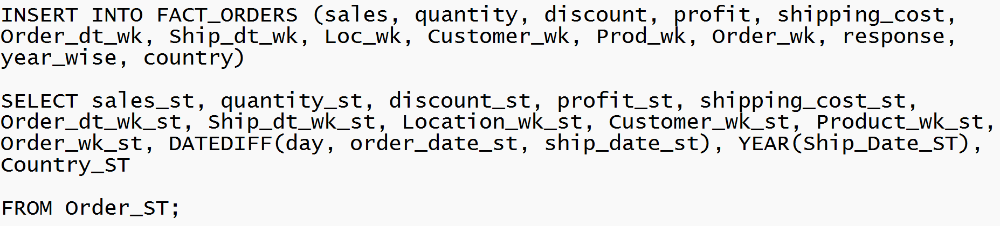 INSERT INTO FACT_ORDERS (sales, quantity, discount, profit, shipping_cost,
Order_dt_wk, Ship_dt_wk, Loc_wk, Customer_wk, Prod_wk, Order_wk, response,
year_wise, country)
SELECT sales_st, quantity_st, discount_st, profit_st, shipping_cost_st,
Order_dt_wk_st, Ship_dt_wk_st, Location_wk_st, Customer_wk_st, Product_wk_st,
Order_wk_st, DATEDIFF(day, order_date_st, ship_date_st), YEAR(Ship_Date_ST),
Country_ST
FROM Order_ST;